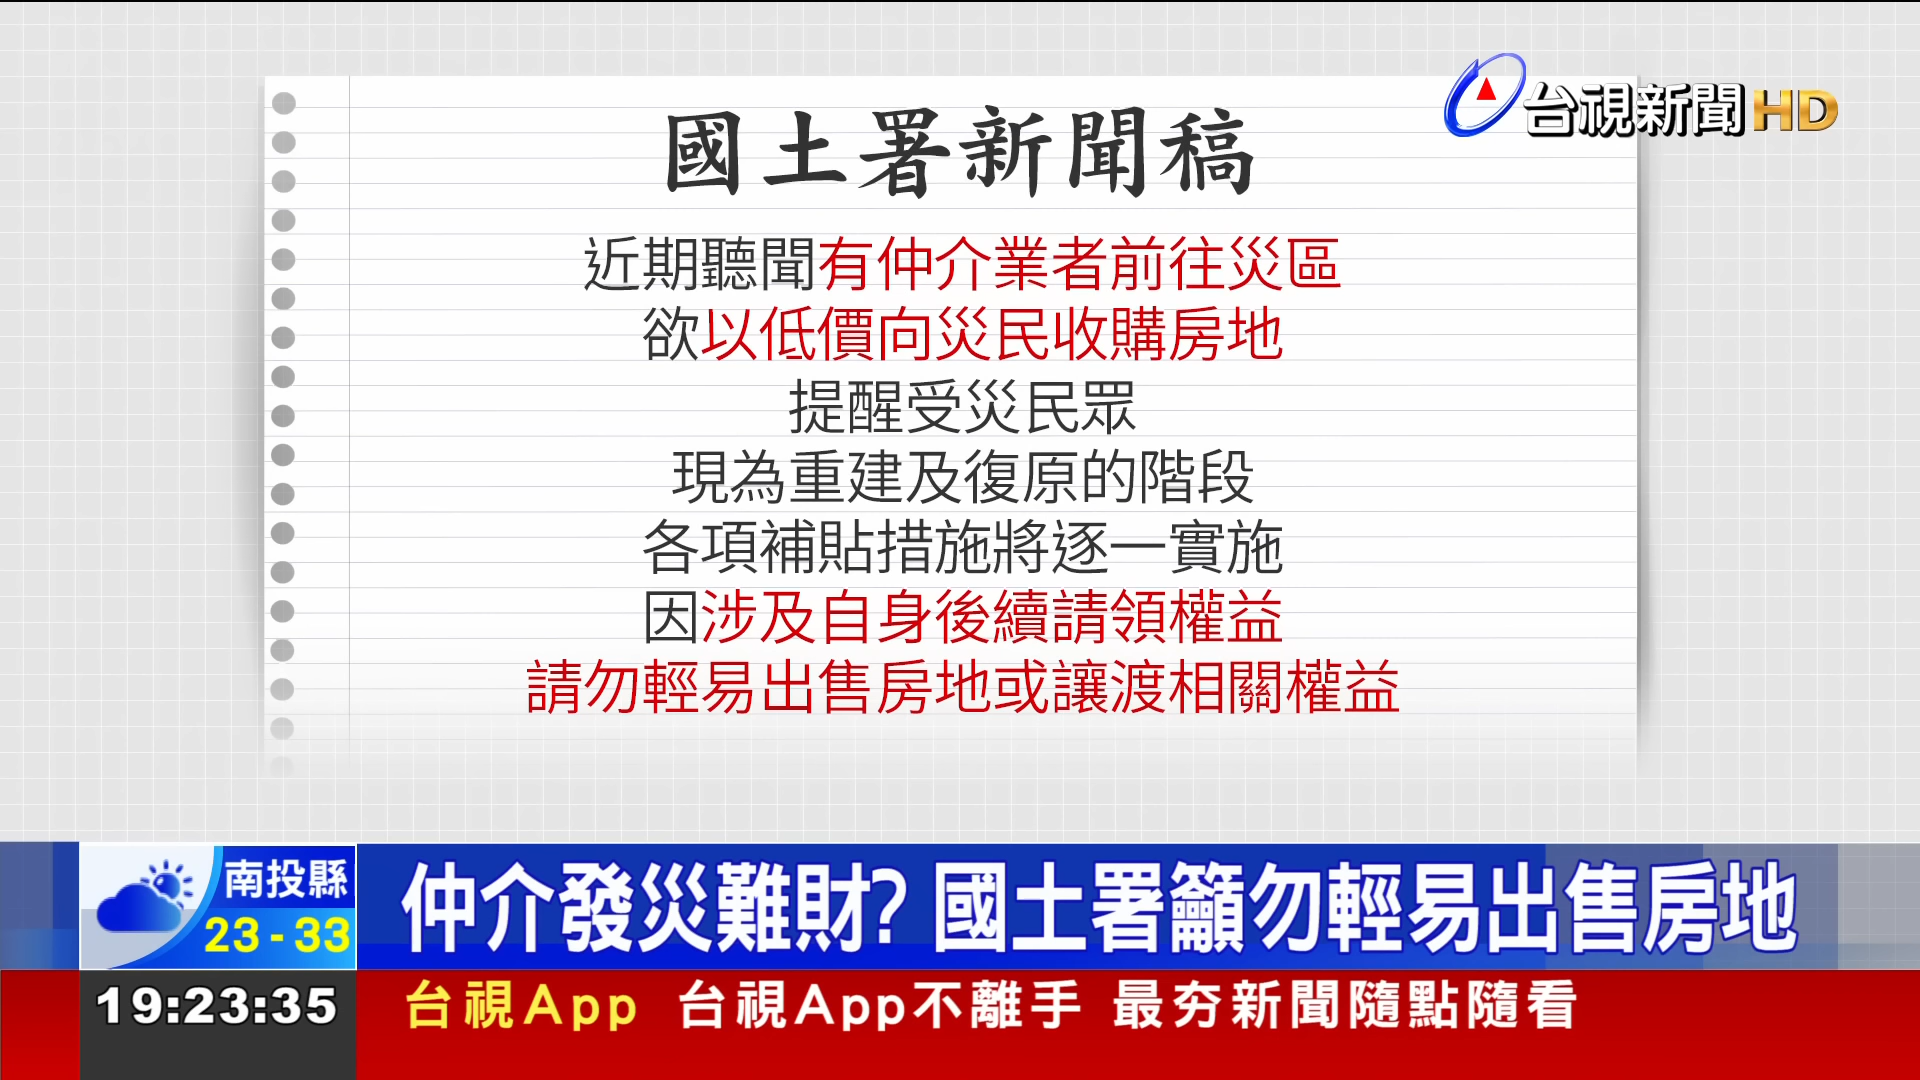 台視新聞HD
國土署新聞稿
近期聽聞有仲介業者前往災區
欲以低價向災民收購房地
提醒受災民眾
現為重建及復原的階段
各項補貼措施將逐一實施
因涉及自身後續請領權益
請勿輕易出售房地或讓渡相關權益
南投縣
23-33
仲介發災難財? 國土署籲勿輕易出售房地
19:23:35
台視App 台視App不離手 最夯新聞隨點隨看